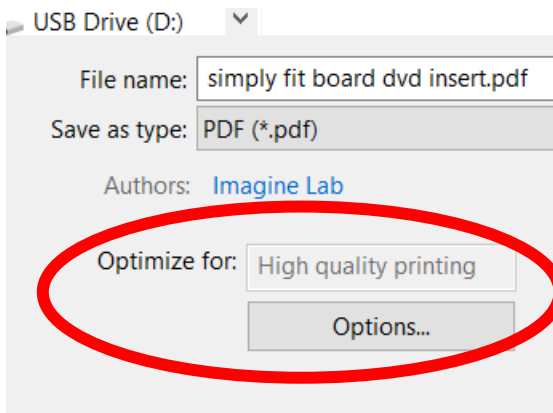 USB Drive (D:)
File name: simply fit board dvd insert.pdf
Save as type: PDF (*.pdf)
Authors: Imagine Lab
Optimize for: High quality printing
Options...